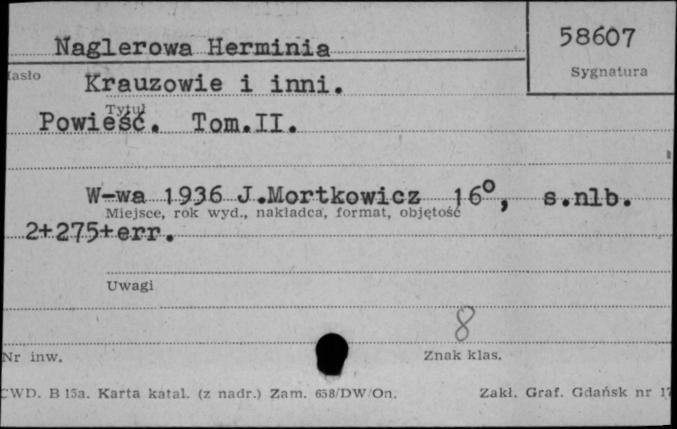 Naglerowa Herminia
58607
Sygnatura
Krauzowie i inni.
Tytuł
Powieść. Tom.II.
W-wa 1936 J.Mortkowicz 16°, s.nlb.
Miejsce, rok wyd., nakładca, format, objętość
2+275+err.
Uwagi
8
Nr inw.
Znak klas.
CWD. B 15a. Karta katal. (z nadr.) Zam. 658/DW/On.
Zakł. Graf. Gdańsk nr